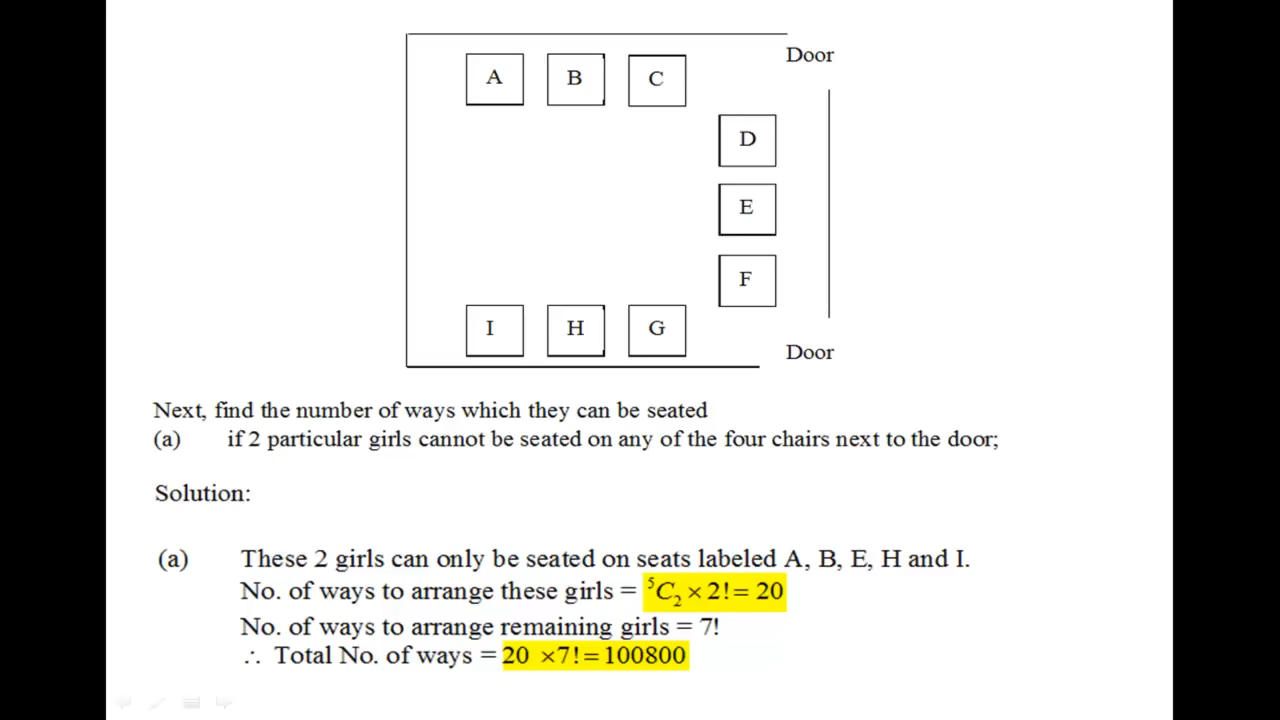 Door
A B C
D
E
F
I H G
Door
Next, find the number of ways which they can be seated
(a) if 2 particular girls cannot be seated on any of the four chairs next to the door;
Solution:
(a) These 2 girls can only be seated on seats labeled A, B, E, H and I.
No. of ways to arrange these girls = ⁵C₂ × 2! = 20
No. of ways to arrange remaining girls = 7!
∴ Total No. of ways = 20 ×7! = 100800